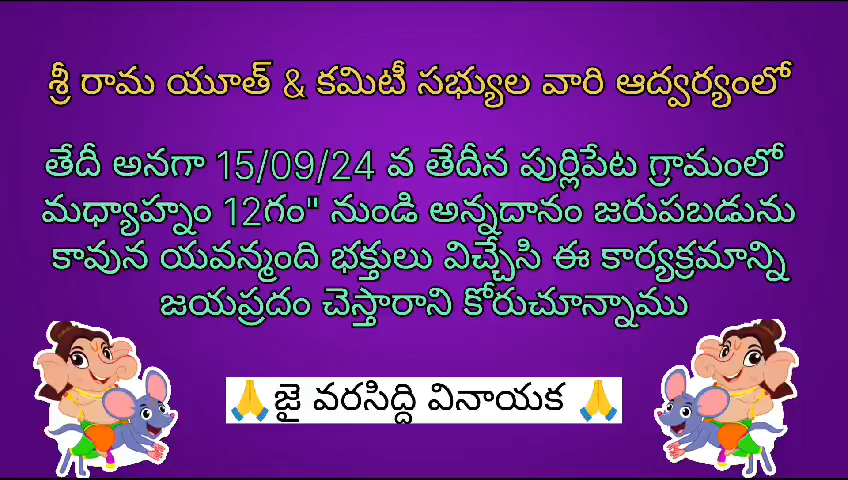 శ్రీ రామ యూత్ & కమిటీ సభ్యుల వారి ఆద్వర్యంలో
తేదీ అనగా 15/09/24 వ తేదీన పుర్లిపేట గ్రామంలో
మధ్యాహ్నం 12గం" నుండి అన్నదానం జరుపబడును
కావున యవన్మంది భక్తులు విచ్చేసి ఈ కార్యక్రమాన్ని
జయప్రదం చెస్తారాని కోరుచూన్నాము
🙏జై వరసిద్ది వినాయక 🙏